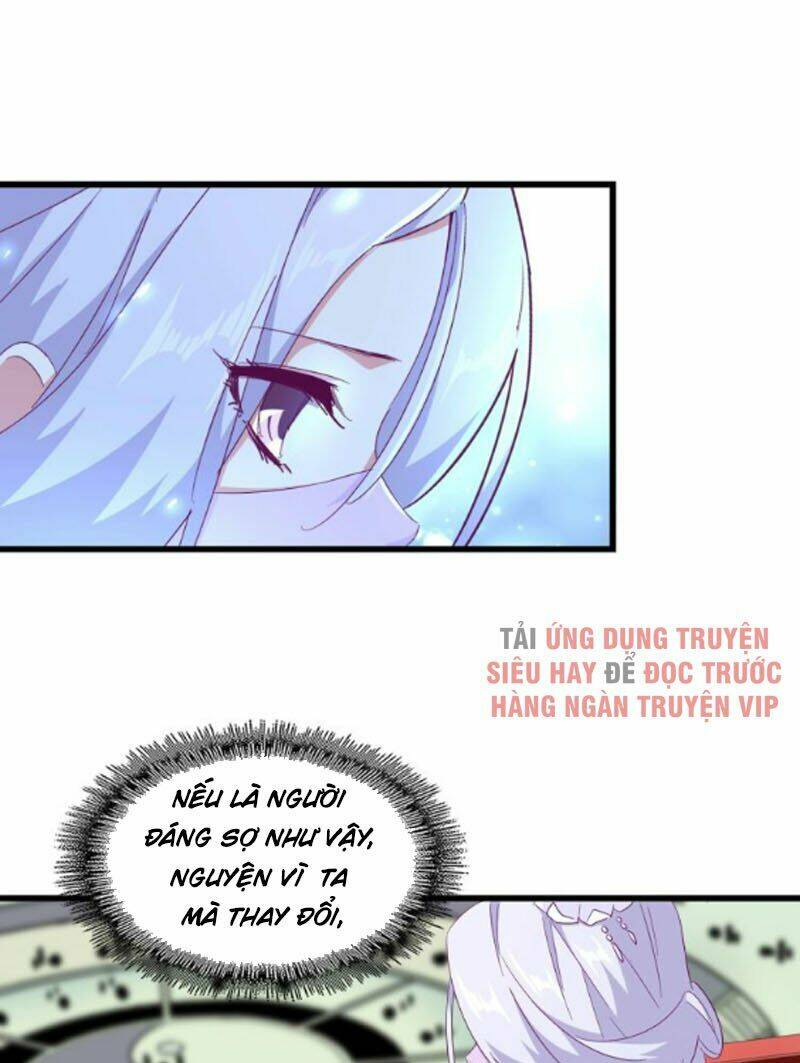 TẢI ỨNG DỤNG TRUYỆN
SIÊU HAY ĐỂ ĐỌC TRƯỚC
HÀNG NGÀN TRUYỆN VIP
NẾU LÀ NGƯỜI
ĐÁNG SỢ NHƯ VẬY,
NGUYỆN VÌ TA
MÀ THAY ĐỔI,